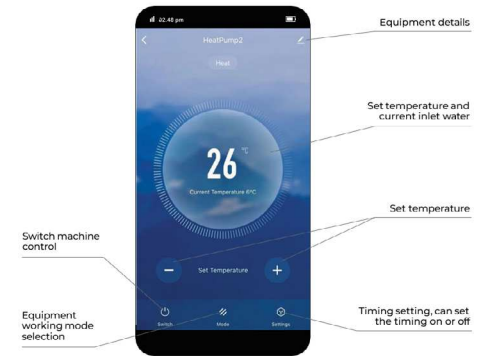 02.48 pm
HeatPump2
Heat
26 °C
Current Temperature 6°C
Set Temperature
Switch
Mode
Settings
Equipment details
Set temperature and
current inlet water
Set temperature
Switch machine
control
Equipment
working mode
selection
Timing setting, can set
the timing on or off